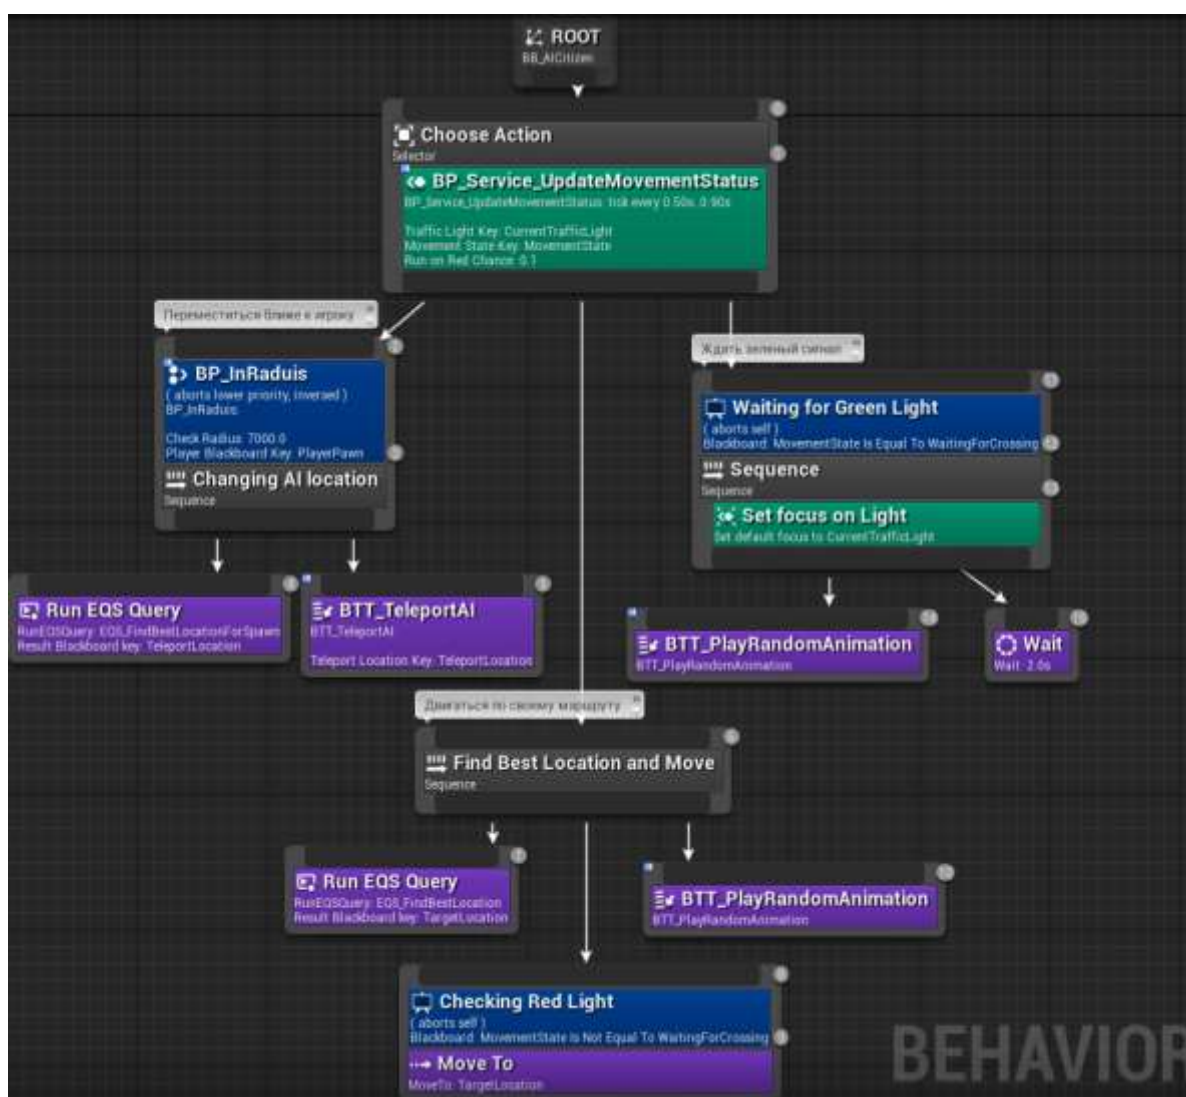 ROOT
BB_AICitizen
Choose Action
Selector
BP_Service_UpdateMovementStatus
BP_Service_UpdateMovementStatus: tick every 0.50s..0.90s
Traffic Light Key: CurrentTrafficLight
Movement State Key: MovementState
Run on Red Chance: 0.1
Переместиться ближе к игроку
BP_InRaduis
( aborts lower priority, inversed )
BP_InRaduis
Check Radius: 7000.0
Player Blackboard Key: PlayerPawn
Changing AI location
Sequence
Run EQS Query
RunEQSQuery: EQS_FindBestLocationForSpawn
Result Blackboard key: TeleportLocation
BTT_TeleportAI
BTT_TeleportAI
Teleport Location Key: TeleportLocation
Ждать зеленый сигнал
Waiting for Green Light
( aborts self )
Blackboard: MovementState Is Equal To WaitingForCrossing
Sequence
Sequence
Set focus on Light
Set default focus to CurrentTrafficLight
BTT_PlayRandomAnimation
BTT_PlayRandomAnimation
Wait
Wait: 2.0s
Двигаться по своему маршруту
Find Best Location and Move
Sequence
Run EQS Query
RunEQSQuery: EQS_FindBestLocation
Result Blackboard key: TargetLocation
BTT_PlayRandomAnimation
BTT_PlayRandomAnimation
Checking Red Light
( aborts self )
Blackboard: MovementState Is Not Equal To WaitingForCrossing
Move To
MoveTo: TargetLocation
BEHAVIOR